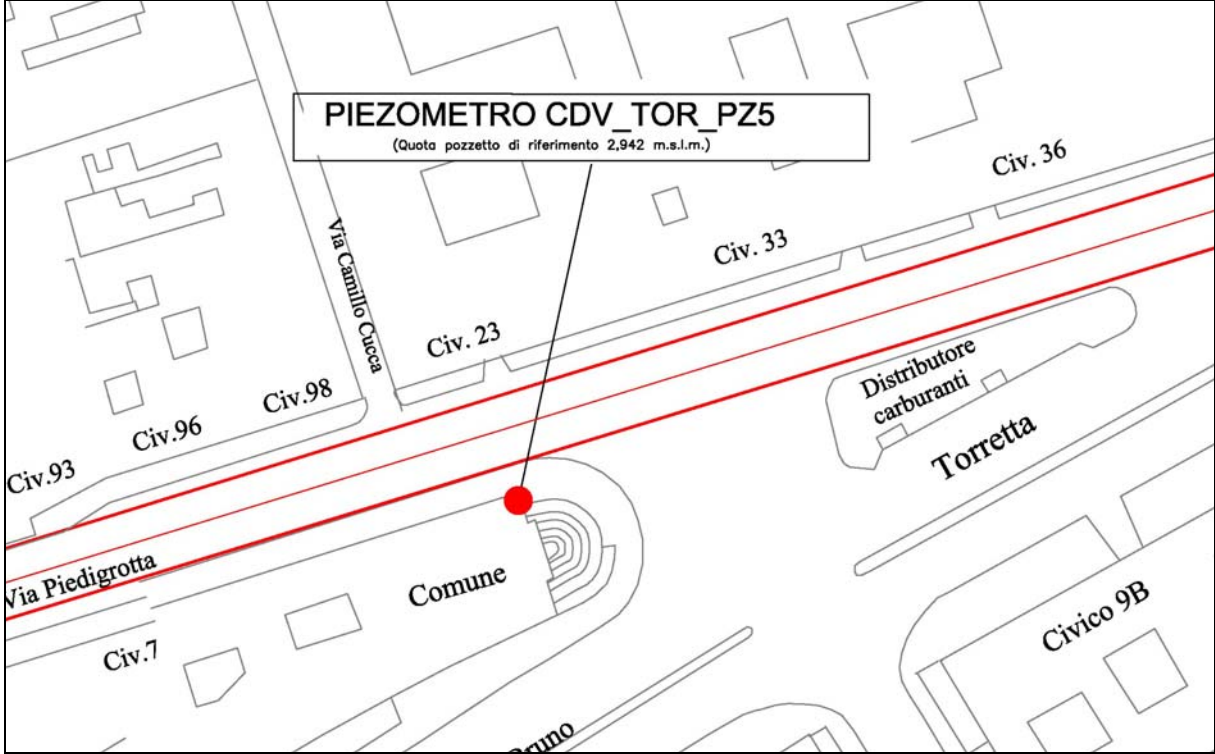 PIEZOMETRO CDV_TOR_PZ5
(Quota pozzetto di riferimento 2,942 m.s.l.m.)
Civ. 36
Civ. 33
Via Camillo Cucca
Civ. 23
Distributore
carburanti
Civ.98
Civ.96
Torretta
Civ.93
Via Piedigrotta
Comune
Civico 9B
Civ.7
Bruno